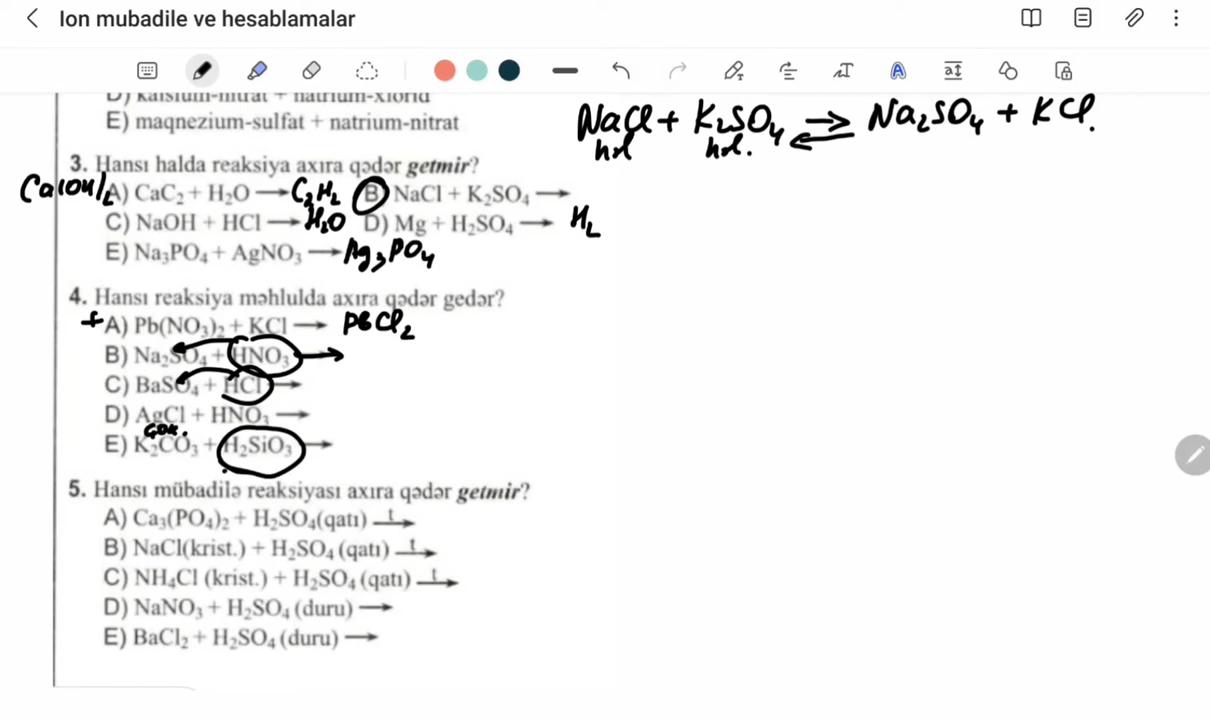 Ion mubadile ve hesablamalar
D) kalsium-nitrat + natrium-xlorid
E) maqnezium-sulfat + natrium-nitrat
NaCl + K₂SO₄ ⇌ Na₂SO₄ + KCl.
həl həl.
3. Hansı halda reaksiya axıra qədər getmir?
Ca(OH)₂ A) CaC₂ + H₂O → C₂H₂ B) NaCl + K₂SO₄ →
C) NaOH + HCl → H₂O D) Mg + H₂SO₄ → H₂
E) Na₃PO₄ + AgNO₃ → Ag₃PO₄
4. Hansı reaksiya məhlulda axıra qədər gedər?
+ A) Pb(NO₃)₂ + KCl → PbCl₂
B) Na₂SO₄ + HNO₃ →
C) BaSO₄ + HCl →
D) AgCl + HNO₃ →
E) K₂CO₃ + H₂SiO₃ →
5. Hansı mübadilə reaksiyası axıra qədər getmir?
A) Ca₃(PO₄)₂ + H₂SO₄(qatı) t→
B) NaCl(krist.) + H₂SO₄ (qatı) t→
C) NH₄Cl (krist.) + H₂SO₄ (qatı) t→
D) NaNO₃ + H₂SO₄ (duru) →
E) BaCl₂ + H₂SO₄ (duru) →